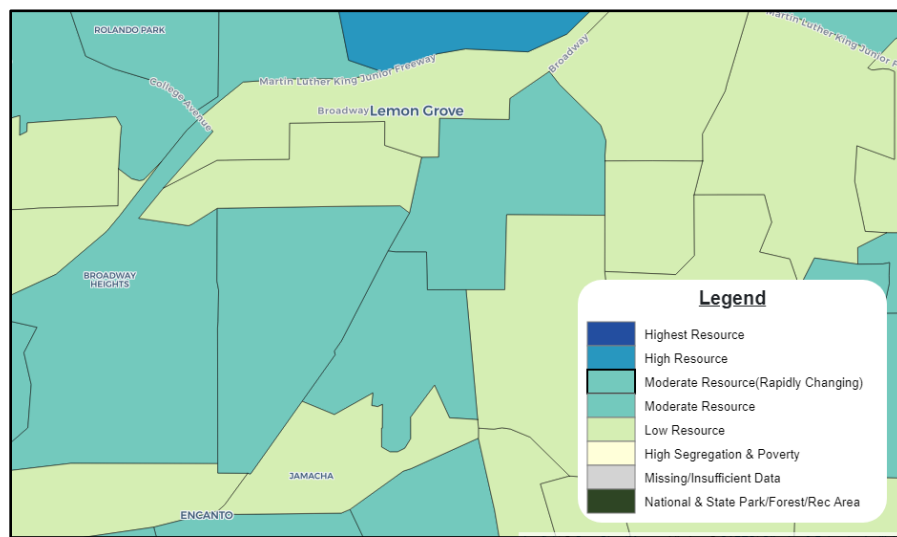 ROLANDO PARK
Martin Luther King Junior F
Broadway
Martin Luther King Junior Freeway
College Avenue
Broadway
Lemon Grove
BROADWAY
HEIGHTS
Legend
Highest Resource
High Resource
Moderate Resource(Rapidly Changing)
Moderate Resource
Low Resource
High Segregation & Poverty
Missing/Insufficient Data
National & State Park/Forest/Rec Area
JAMACHA
ENCANTO